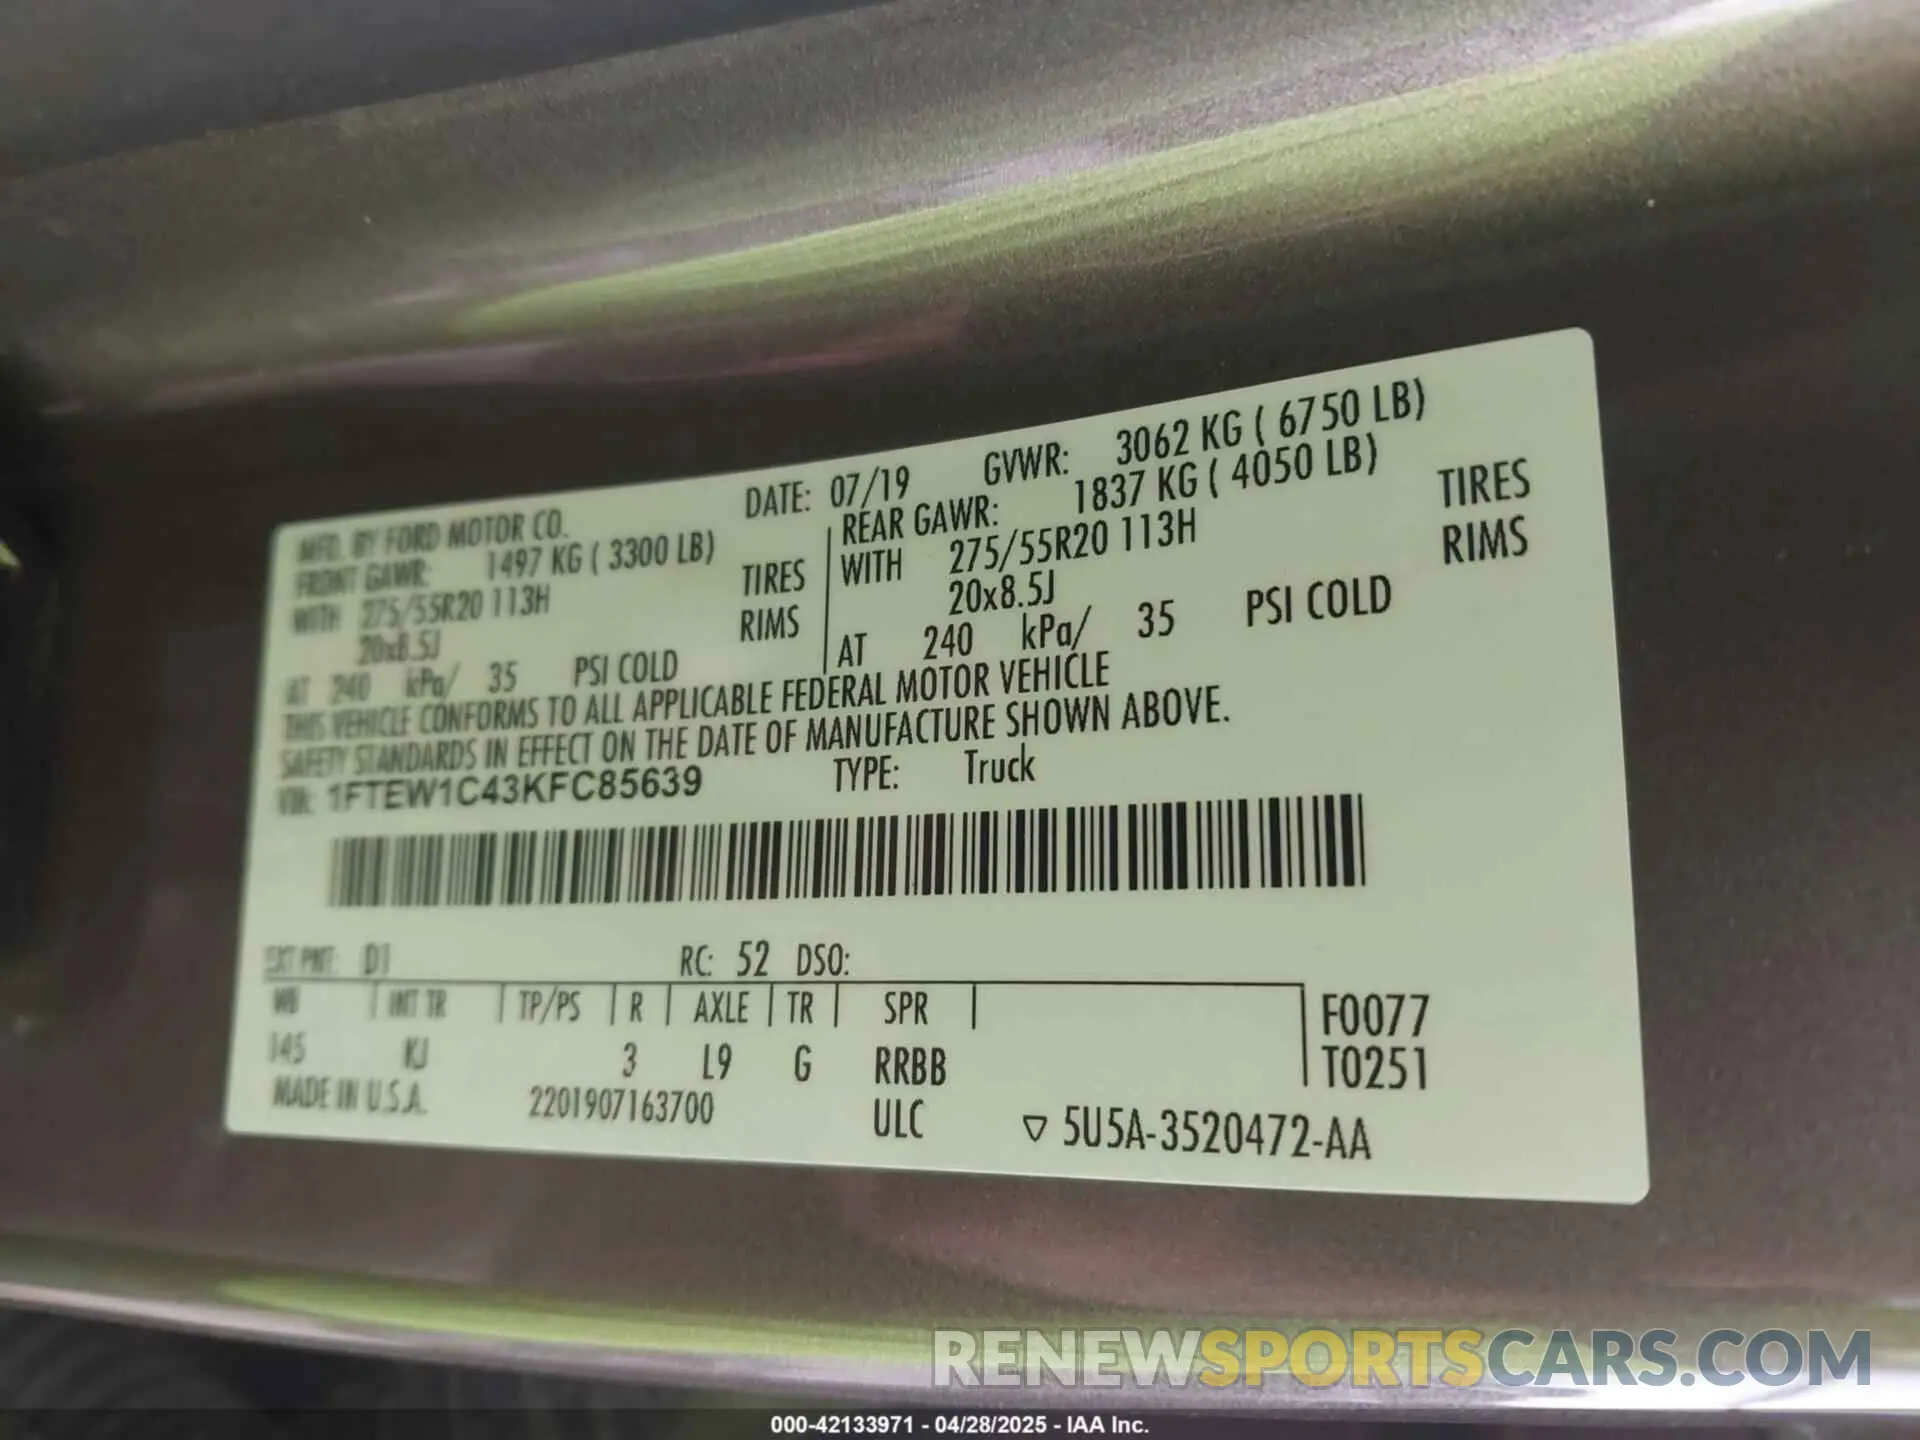 MFD. BY FORD MOTOR CO. DATE: 07/19 GVWR: 3062 KG ( 6750 LB)
FRONT GAWR: 1497 KG ( 3300 LB)
WITH 275/55R20 113H TIRES
20x8.5J RIMS
AT 240 kPa/ 35 PSI COLD
REAR GAWR: 1837 KG ( 4050 LB)
WITH 275/55R20 113H TIRES
20x8.5J RIMS
AT 240 kPa/ 35 PSI COLD
THIS VEHICLE CONFORMS TO ALL APPLICABLE FEDERAL MOTOR VEHICLE
SAFETY STANDARDS IN EFFECT ON THE DATE OF MANUFACTURE SHOWN ABOVE.
VIN: 1FTEW1C43KFC85639 TYPE: Truck
EXT PNT: D1 RC: 52 DSO:
WB INT TR TP/PS R AXLE TR SPR F0077
145 KJ 3 L9 G RRBB T0251
MADE IN U.S.A. 2201907163700 ULC ▽ 5U5A-3520472-AA
RENEWSPORTSCARS.COM
000-42133971 - 04/28/2025 - IAA Inc.